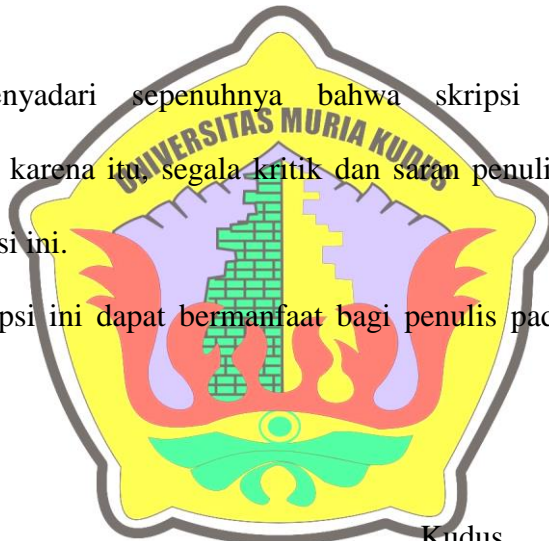 enyadari sepenuhnya bahwa skripsi
UNIVERSITAS MURIA KUDUS
karena itu, segala kritik dan saran penuli
si ini.
psi ini dapat bermanfaat bagi penulis pad
Kudus